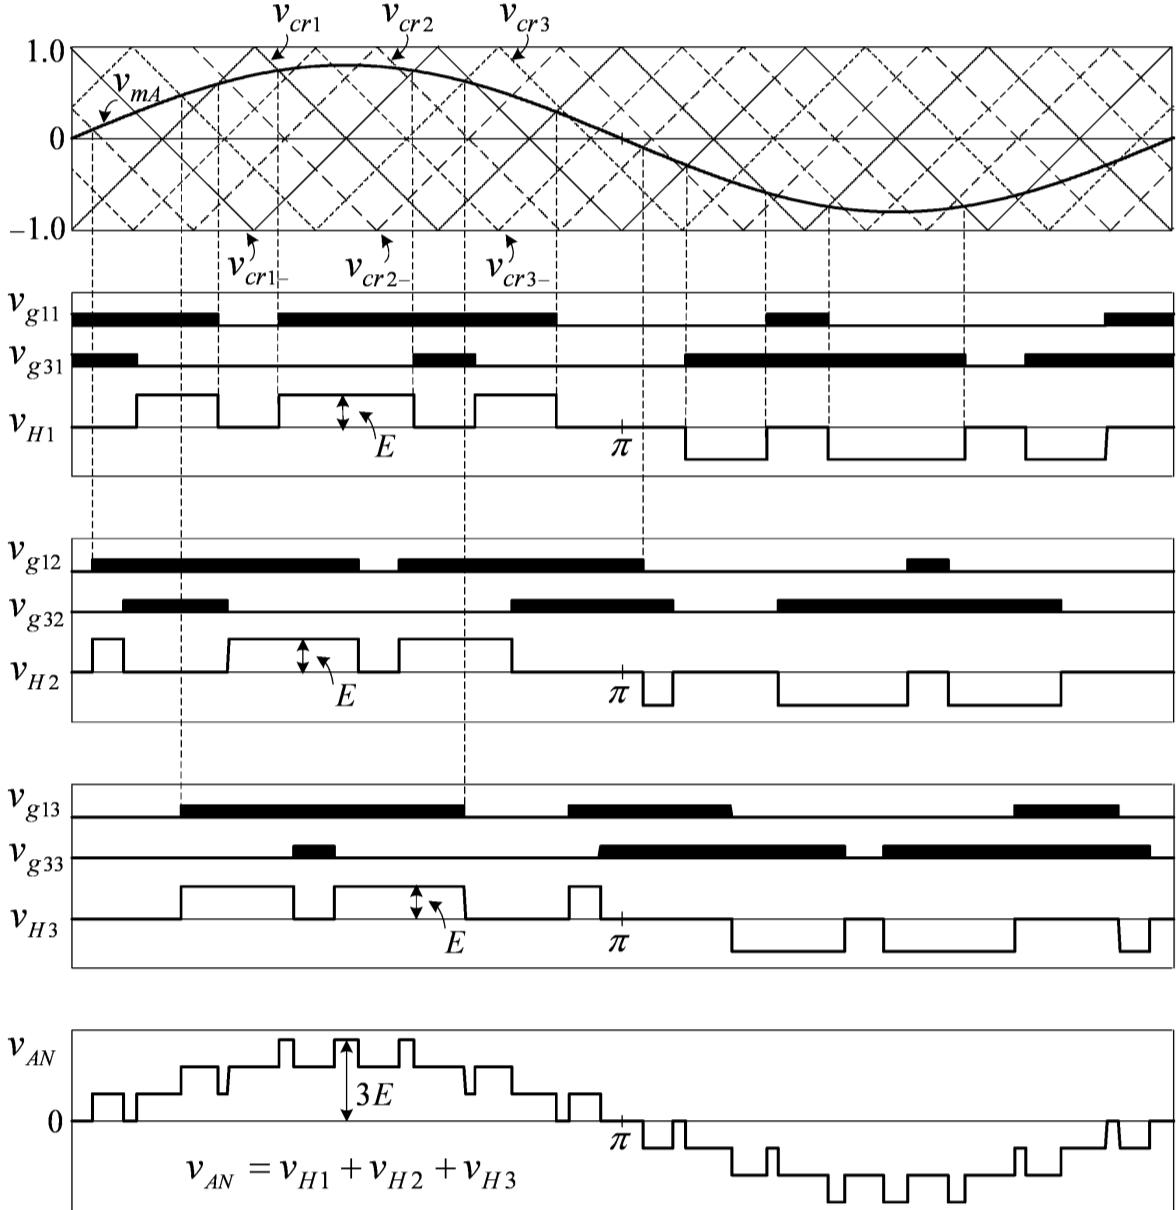 v_cr1 v_cr2 v_cr3
1.0
v_mA
0
−1.0
v_cr1− v_cr2− v_cr3−
v_g11
v_g31
v_H1
E
π
v_g12
v_g32
v_H2
E
π
v_g13
v_g33
v_H3
E
π
v_AN
3E
0
π
v_AN = v_H1 + v_H2 + v_H3